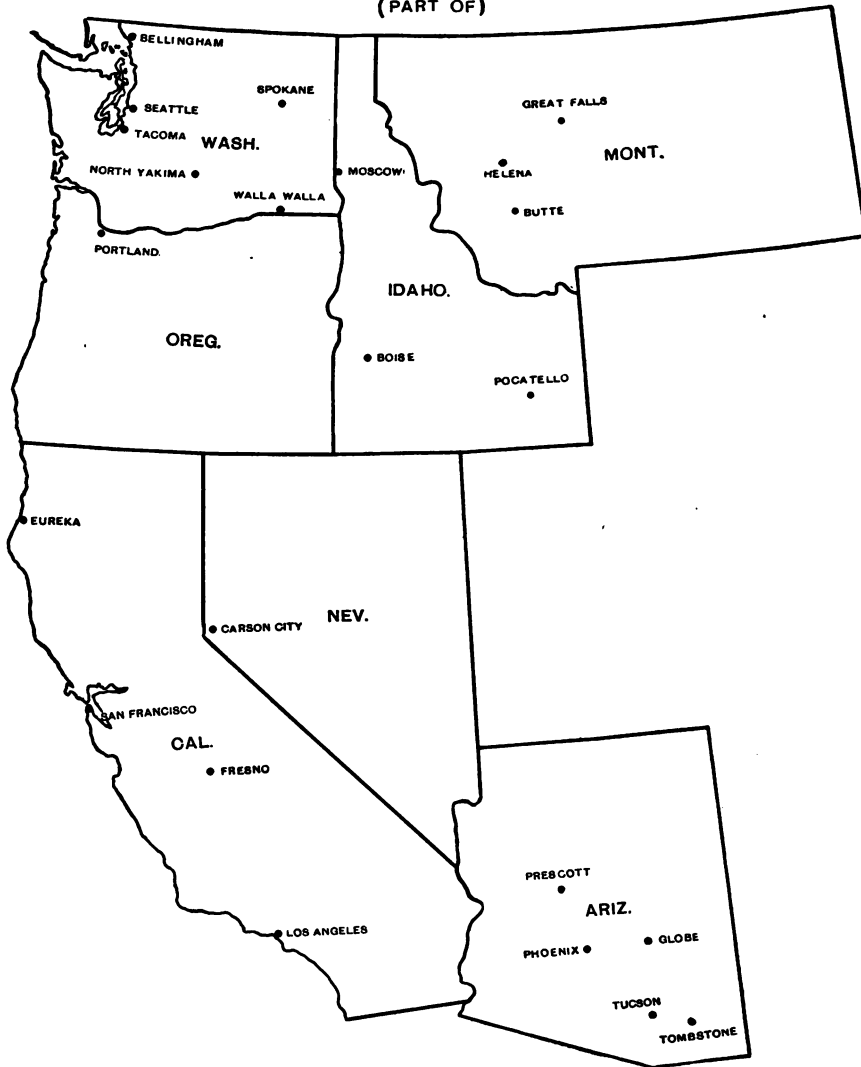 (PART OF)
BELLINGHAM
SPOKANE
SEATTLE
GREAT FALLS
TACOMA
WASH.
MONT.
NORTH YAKIMA
MOSCOW
HELENA
WALLA WALLA
BUTTE
PORTLAND.
IDAHO.
OREG.
BOISE
POCATELLO
EUREKA
NEV.
CARSON CITY
SAN FRANCISCO
CAL.
FRESNO
PRESCOTT
ARIZ.
LOS ANGELES
GLOBE
PHOENIX
TUCSON
TOMBSTONE